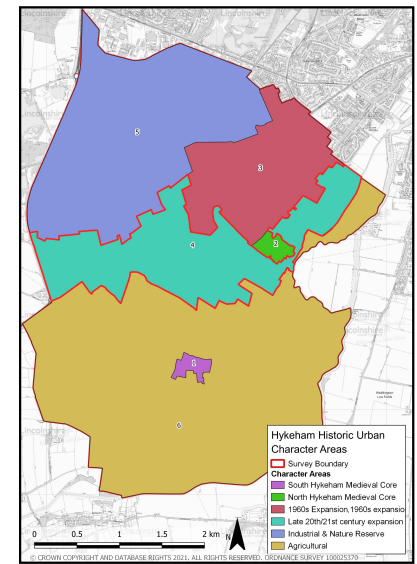 Lincolnshire
5
3
2
4
1
6
Waddington
Low Fields
Hykeham Historic Urban
Character Areas
Survey Boundary
Character Areas
South Hykeham Medieval Core
North Hykeham Medieval Core
1960s Expansion,1960s expansio
Late 20th/21st century expansion
Industrial & Nature Reserve
Agricultural
0 0.5 1 1.5 2 km
N
© CROWN COPYRIGHT AND DATABASE RIGHTS 2021. ALL RIGHTS RESERVED. ORDNANCE SURVEY 100025370